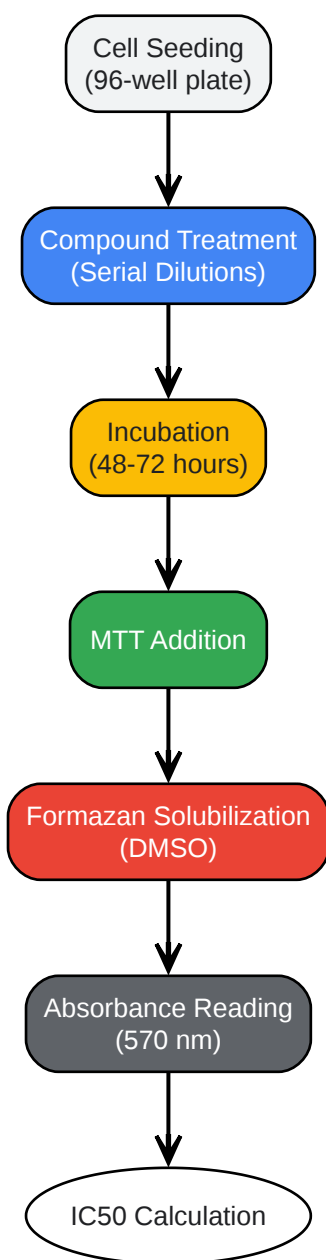 Cell Seeding
(96-well plate)
Compound Treatment
(Serial Dilutions)
Incubation
(48-72 hours)
MTT Addition
Formazan Solubilization
(DMSO)
Absorbance Reading
(570 nm)
IC50 Calculation